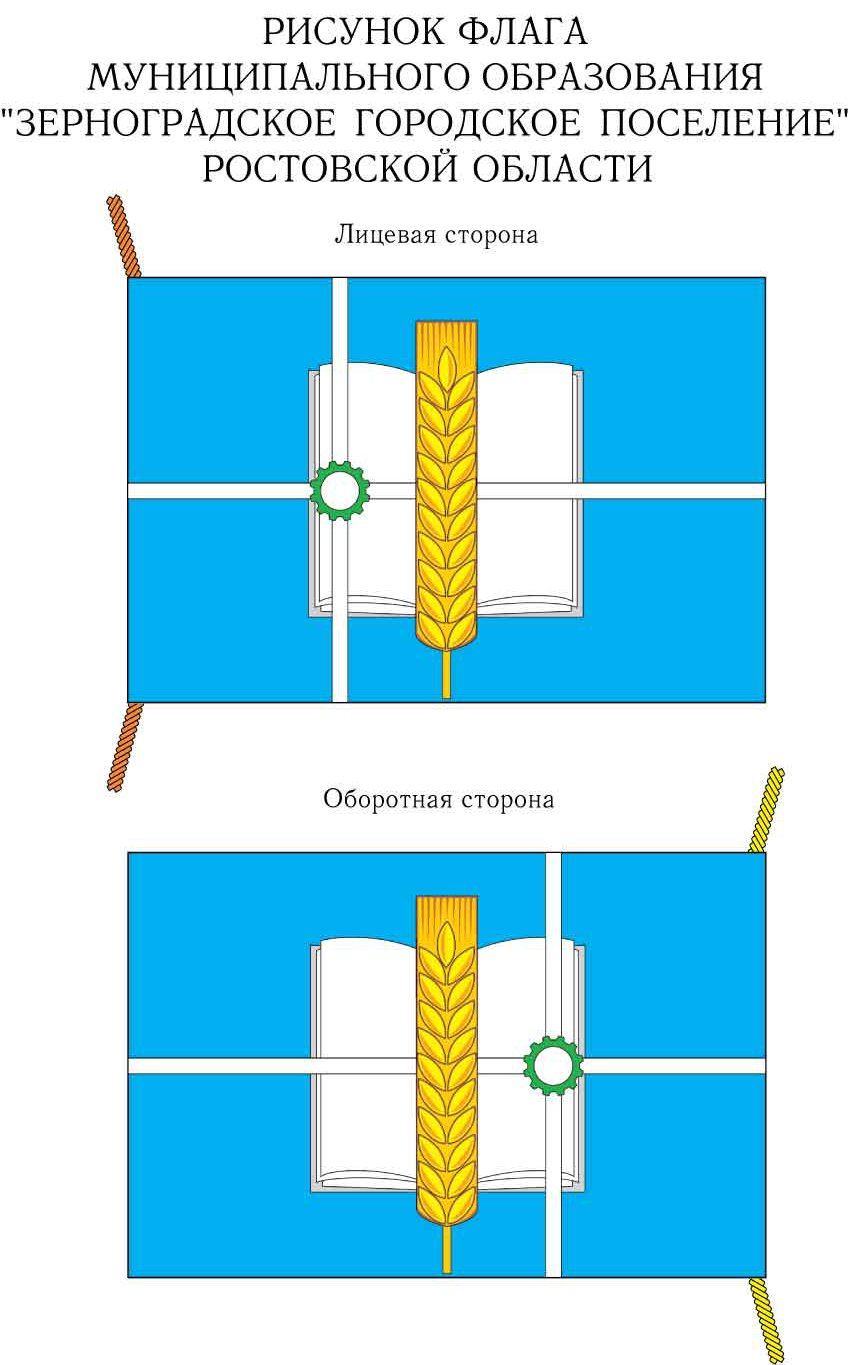 РИСУНОК ФЛАГА
МУНИЦИПАЛЬНОГО ОБРАЗОВАНИЯ
"ЗЕРНОГРАДСКОЕ ГОРОДСКОЕ ПОСЕЛЕНИЕ"
РОСТОВСКОЙ ОБЛАСТИ
Лицевая сторона
Оборотная сторона